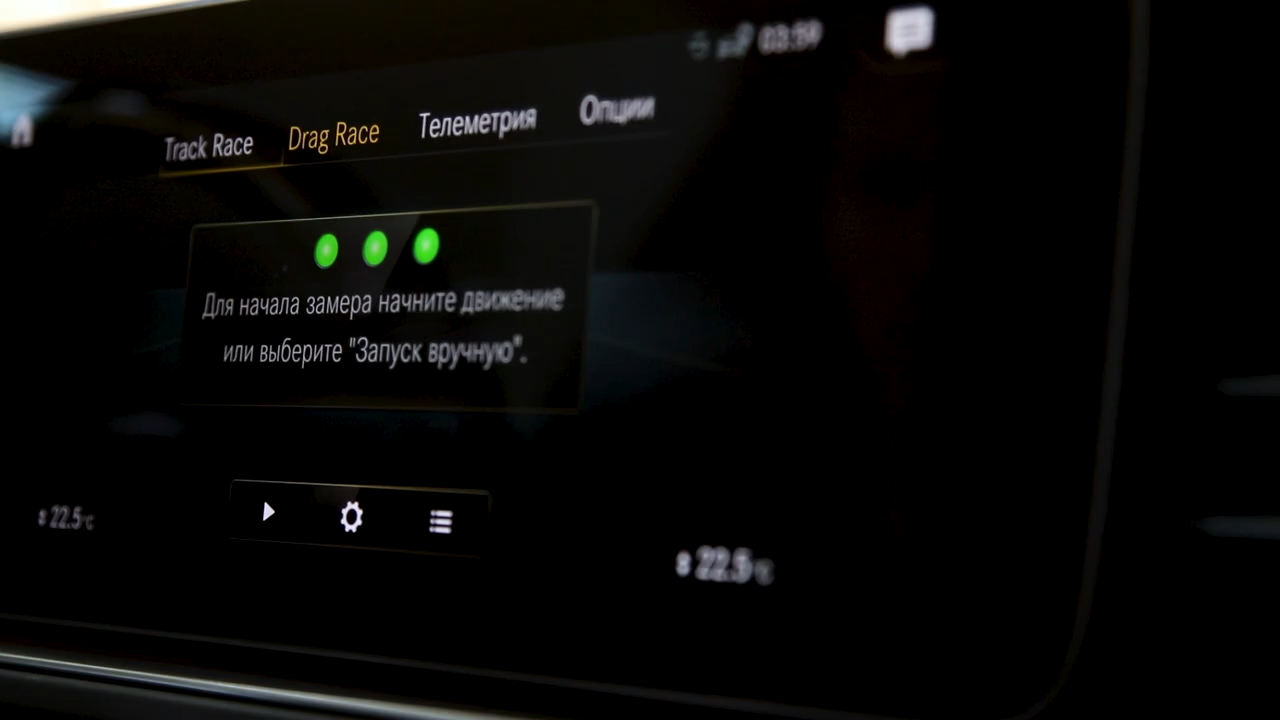 03:59
Track Race Drag Race Телеметрия Опции
Для начала замера начните движение
или выберите "Запуск вручную".
22.5°C
22.5°C